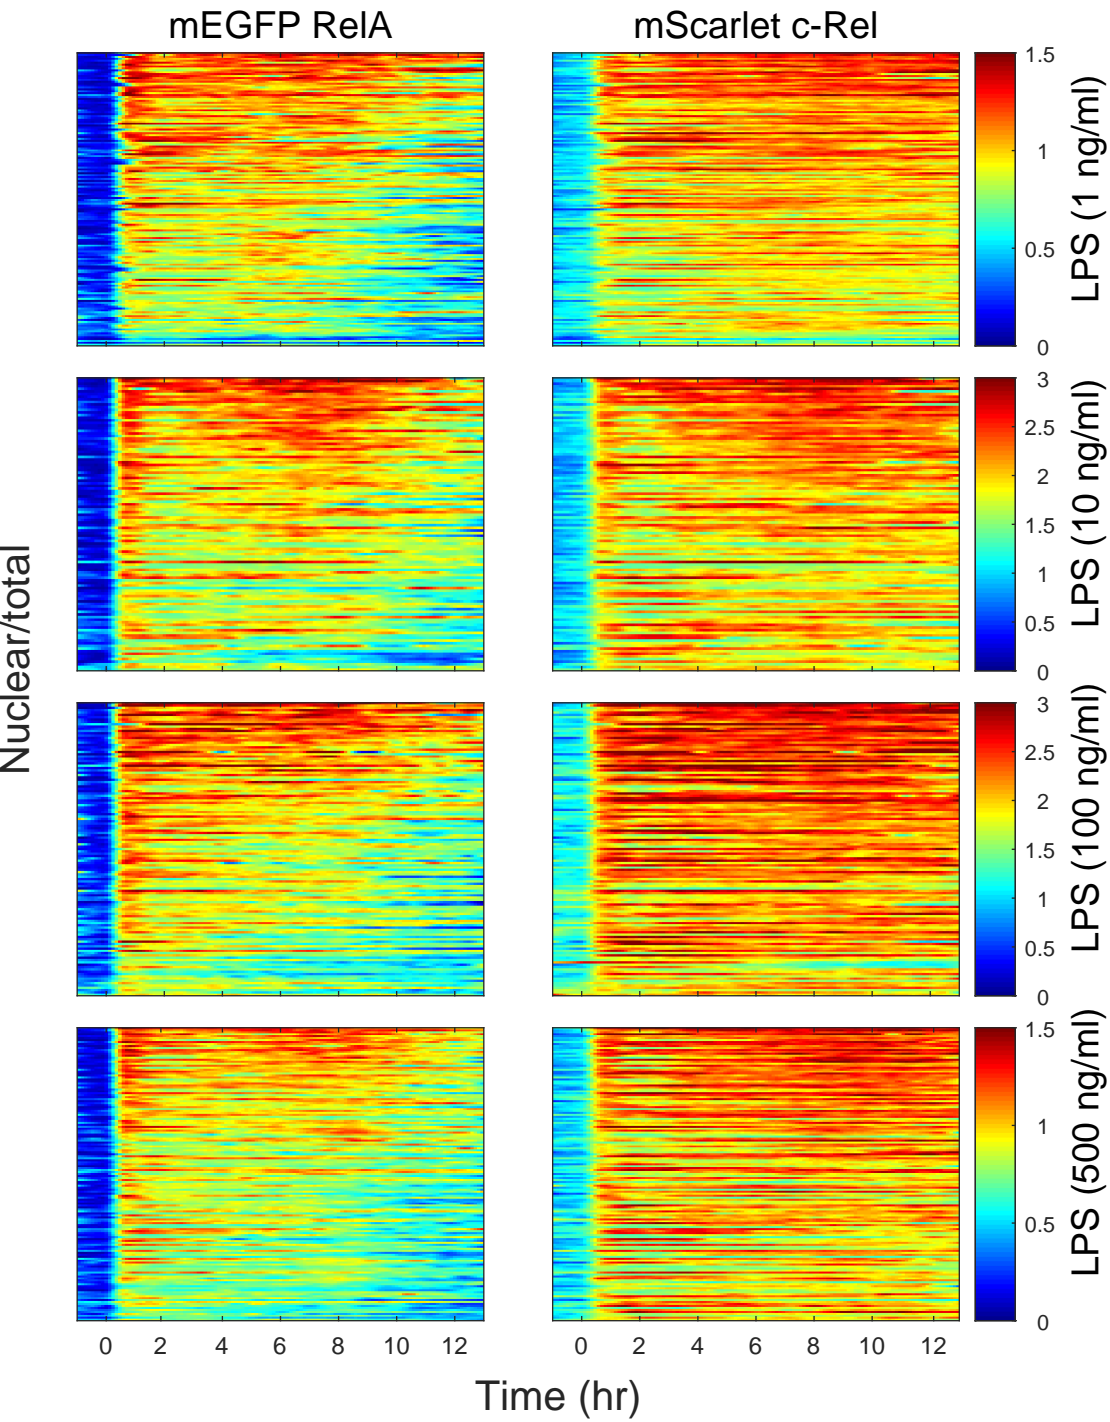 mEGFP RelA
mScarlet c-Rel
1.5
1
0.5
0
LPS (1 ng/ml)
3
2.5
2
1.5
1
0.5
0
LPS (10 ng/ml)
Nuclear/total
3
2.5
2
1.5
1
0.5
0
LPS (100 ng/ml)
1.5
1
0.5
0
LPS (500 ng/ml)
0 2 4 6 8 10 12
0 2 4 6 8 10 12
Time (hr)